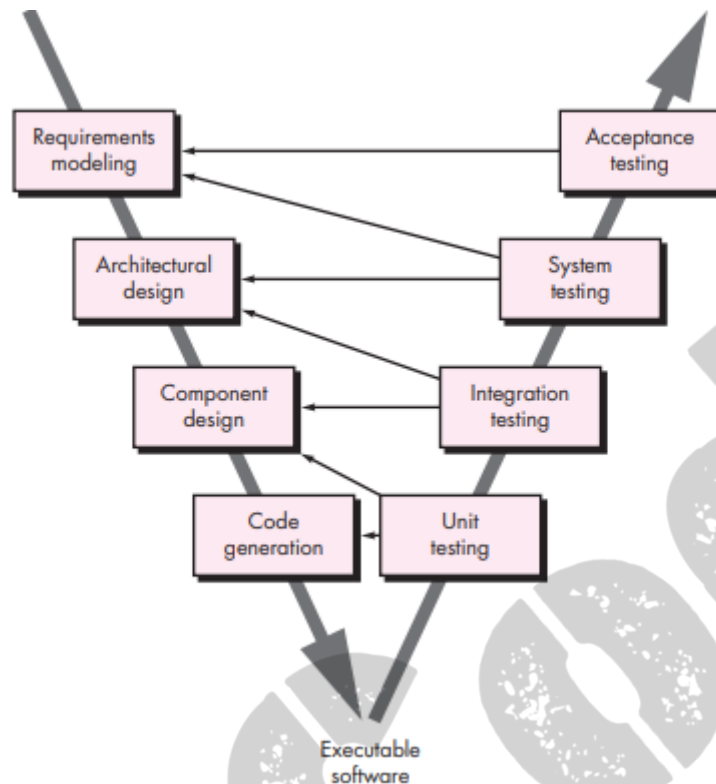 Requirements
modeling
Acceptance
testing
Architectural
design
System
testing
Component
design
Integration
testing
Code
generation
Unit
testing
Executable
software